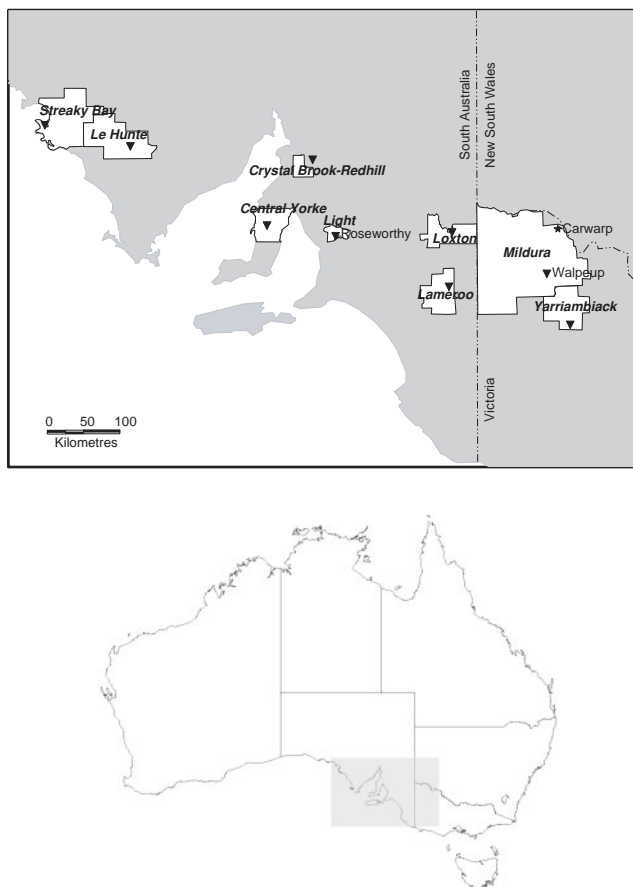 South Australia
New South Wales
Streaky Bay
Le Hunte
Crystal Brook-Redhill
Central Yorke
Light
Roseworthy
Loxton
Carwarp
Mildura
Walpeup
Lameroo
Yarriambiack
Victoria
0 50 100
Kilometres